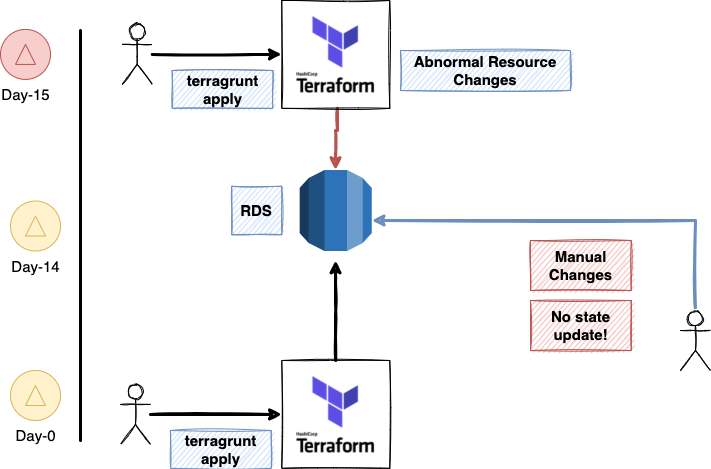 HashiCorp
Terraform
Abnormal Resource
Changes
terragrunt
apply
Day-15
RDS
Day-14
Manual
Changes
No state
update!
HashiCorp
Terraform
terragrunt
apply
Day-0